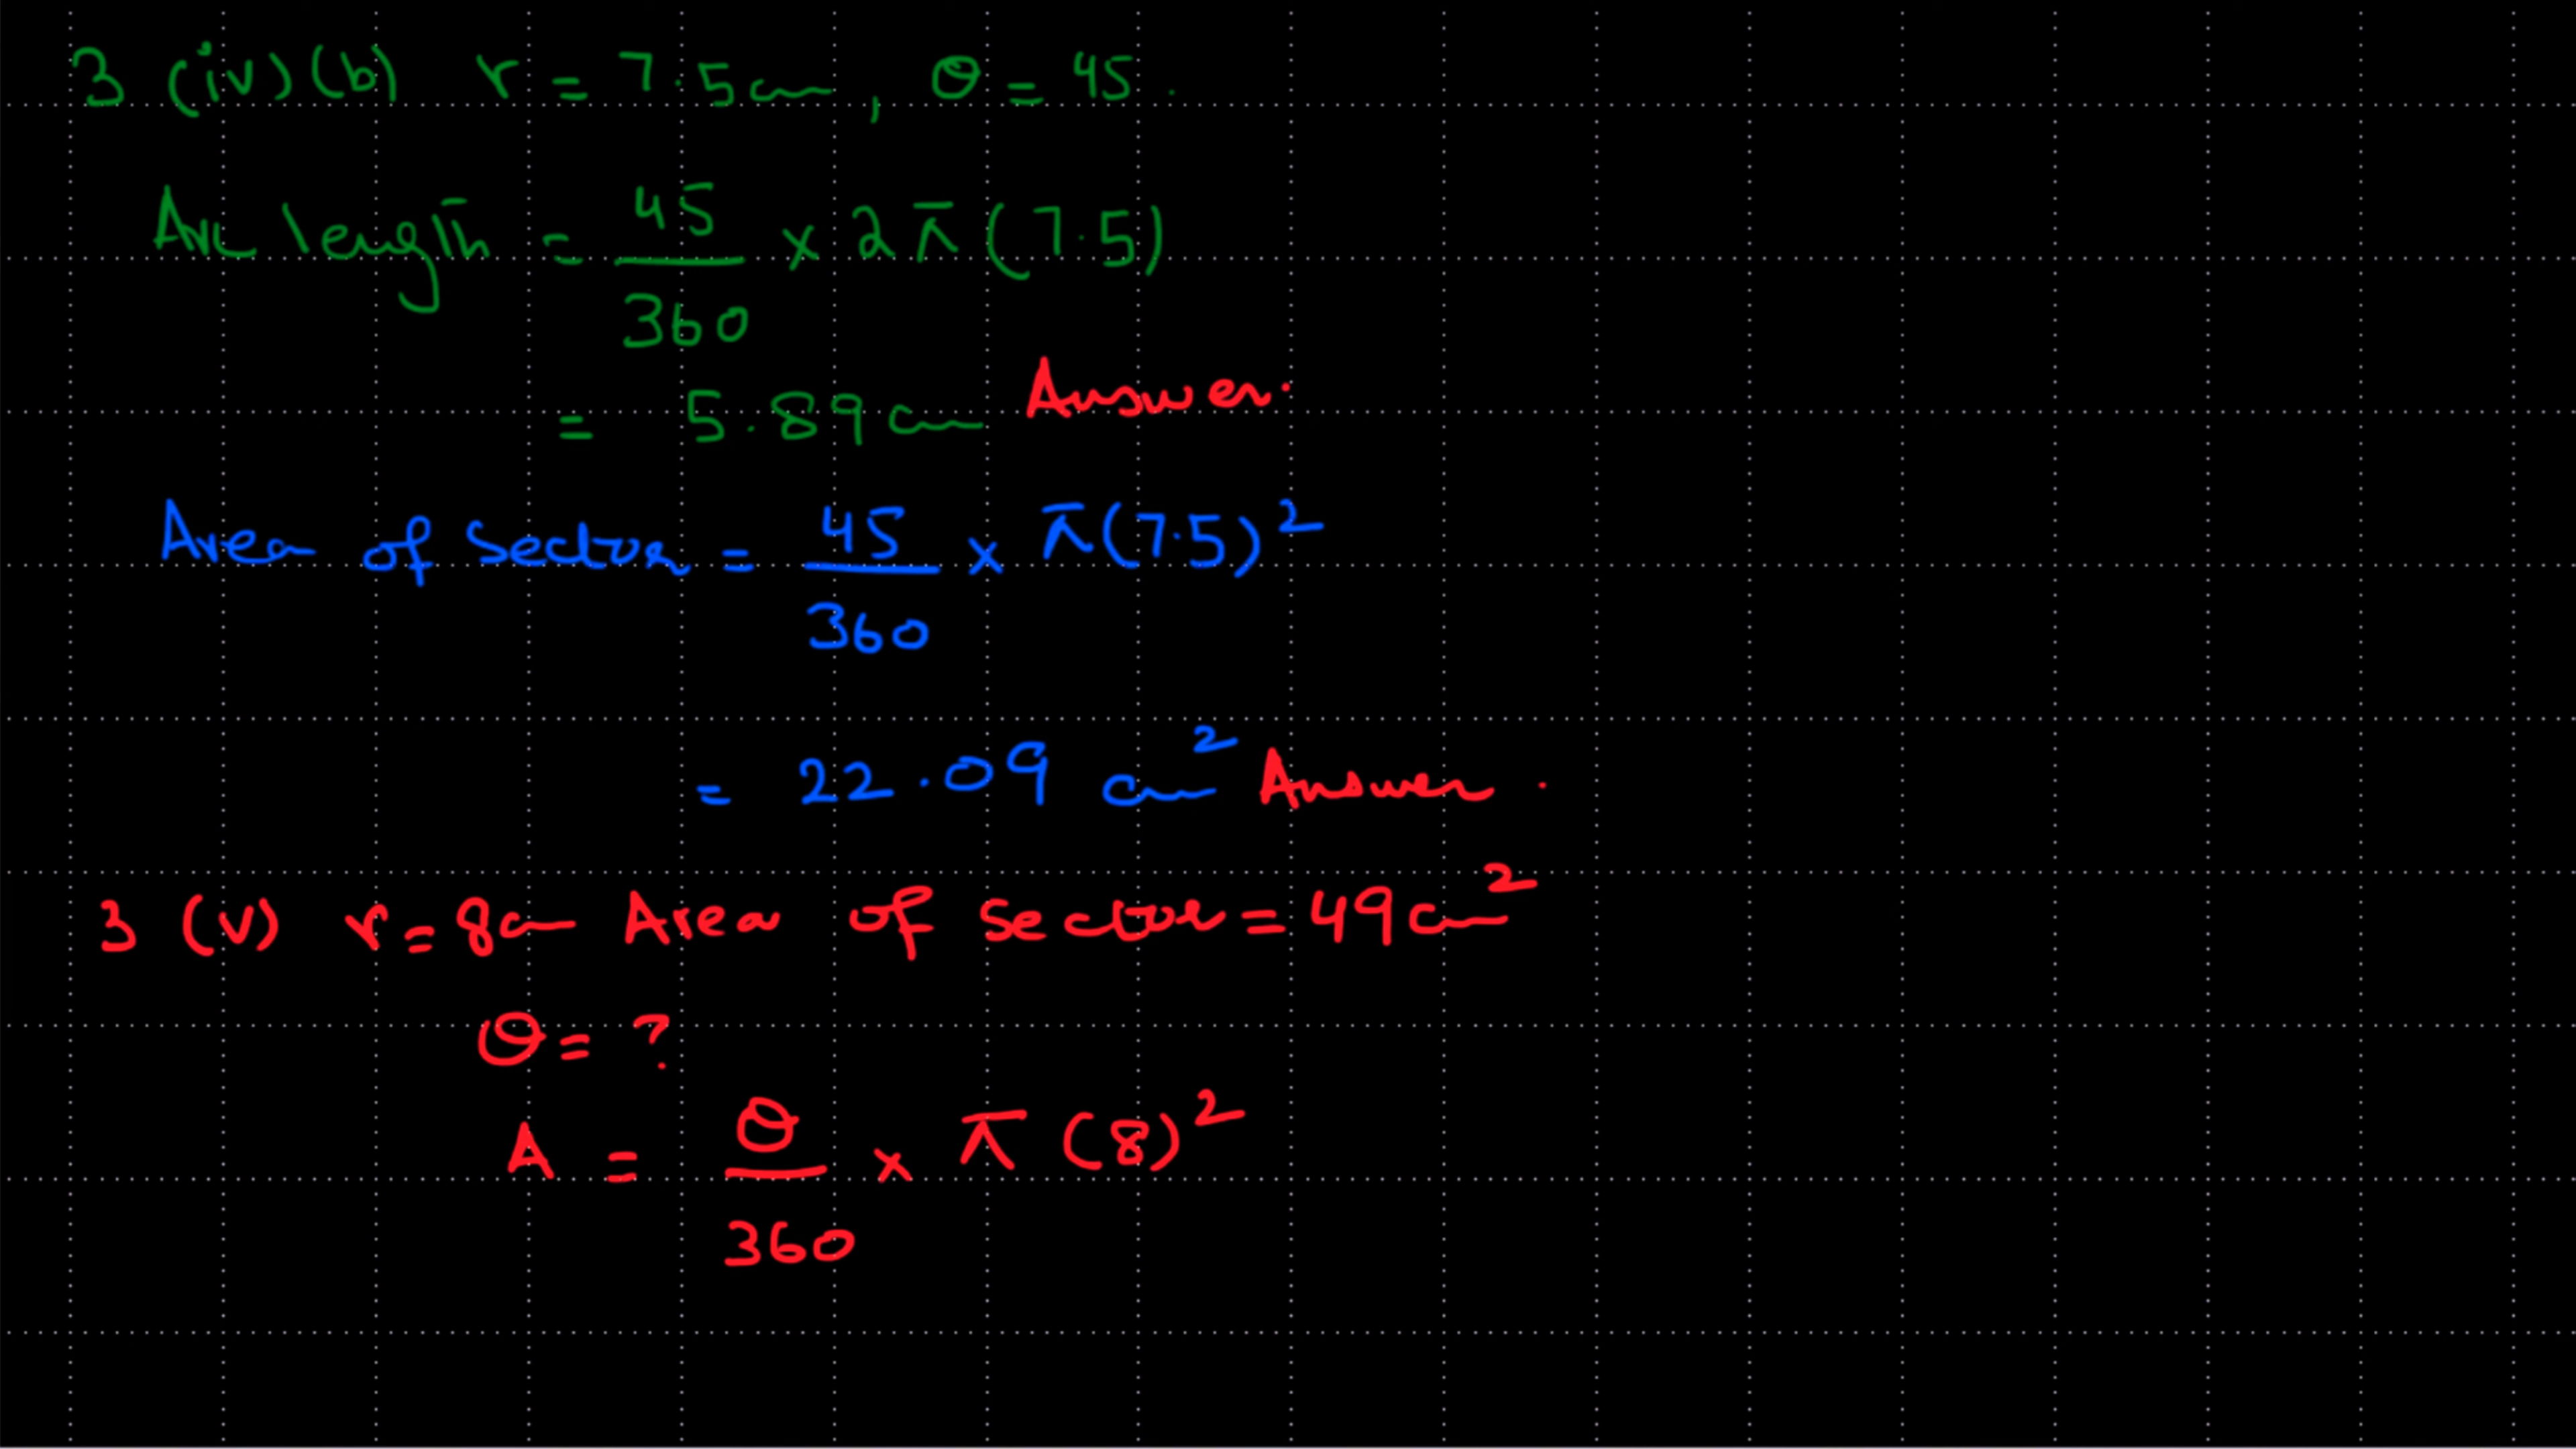 3 (iv)(b) r = 7.5cm, θ = 45.
Arc length = 45/360 × 2π(7.5)
= 5.89cm Answer.
Area of Sector = 45/360 × π(7.5)²
= 22.09 cm² Answer.
3 (v) r=8cm Area of sector = 49cm²
θ = ?
A = θ/360 × π (8)²